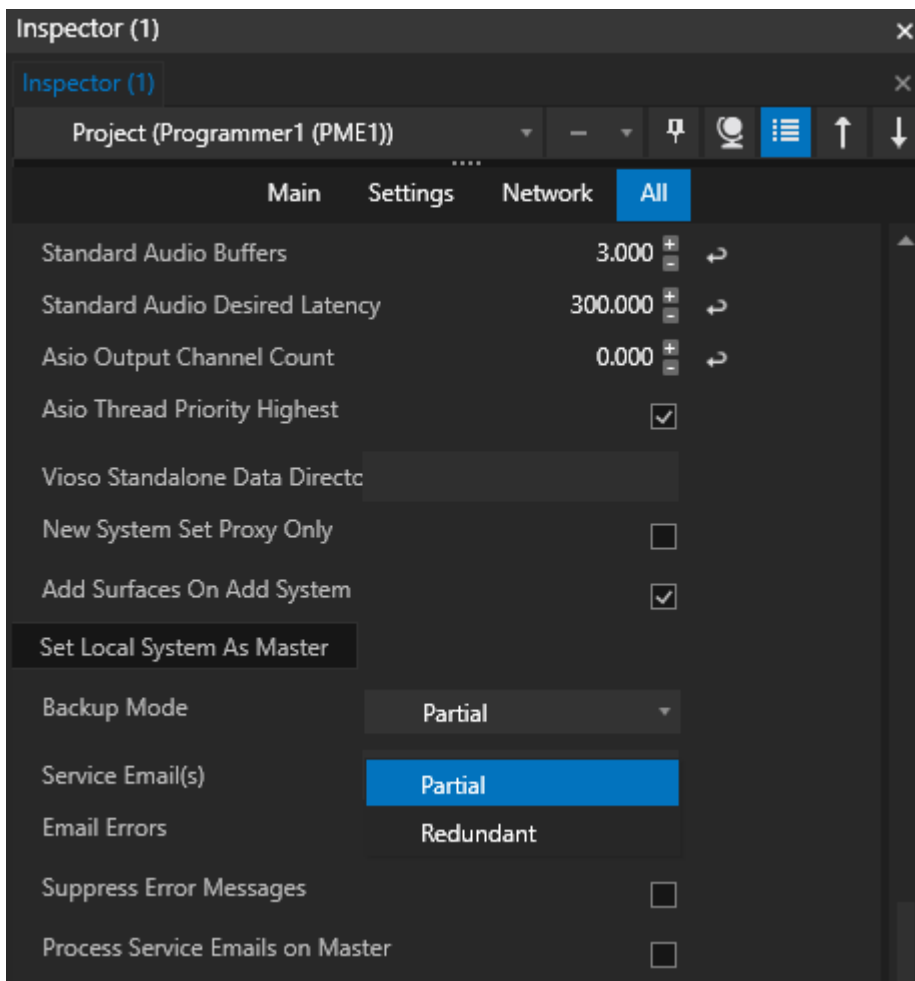 Inspector (1)
Inspector (1)
Project (Programmer1 (PME1))
Main Settings Network All
Standard Audio Buffers 3.000
Standard Audio Desired Latency 300.000
Asio Output Channel Count 0.000
Asio Thread Priority Highest
Vioso Standalone Data Directo
New System Set Proxy Only
Add Surfaces On Add System
Set Local System As Master
Backup Mode Partial
Service Email(s) Partial
Email Errors Redundant
Suppress Error Messages
Process Service Emails on Master